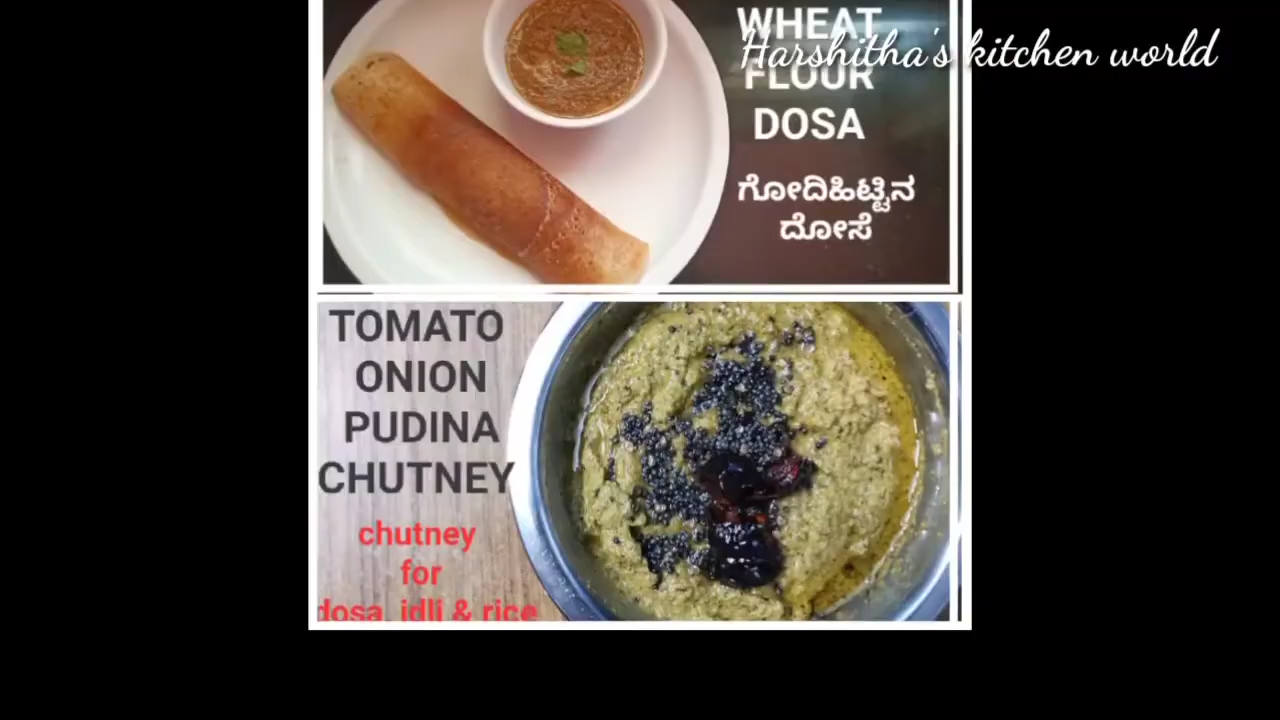 WHEAT
Harshitha's kitchen world
FLOUR
DOSA
ಗೋದಿಹಿಟ್ಟಿನ
ದೋಸೆ
TOMATO
ONION
PUDINA
CHUTNEY
chutney
for
dosa, idli & rice